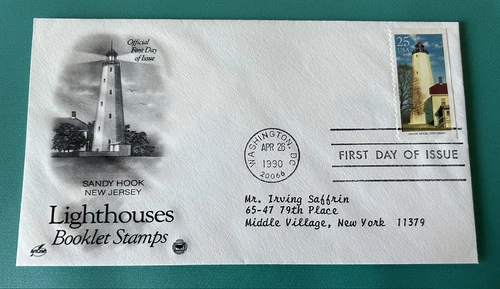 Official
First Day
of Issue
25
USA
SANDY HOOK
NEW JERSEY
Lighthouses
Booklet Stamps
WASHINGTON, DC
APR 26
1990
20066
FIRST DAY OF ISSUE
Mr. Irving Saffrin
65-47 79th Place
Middle Village, New York 11379